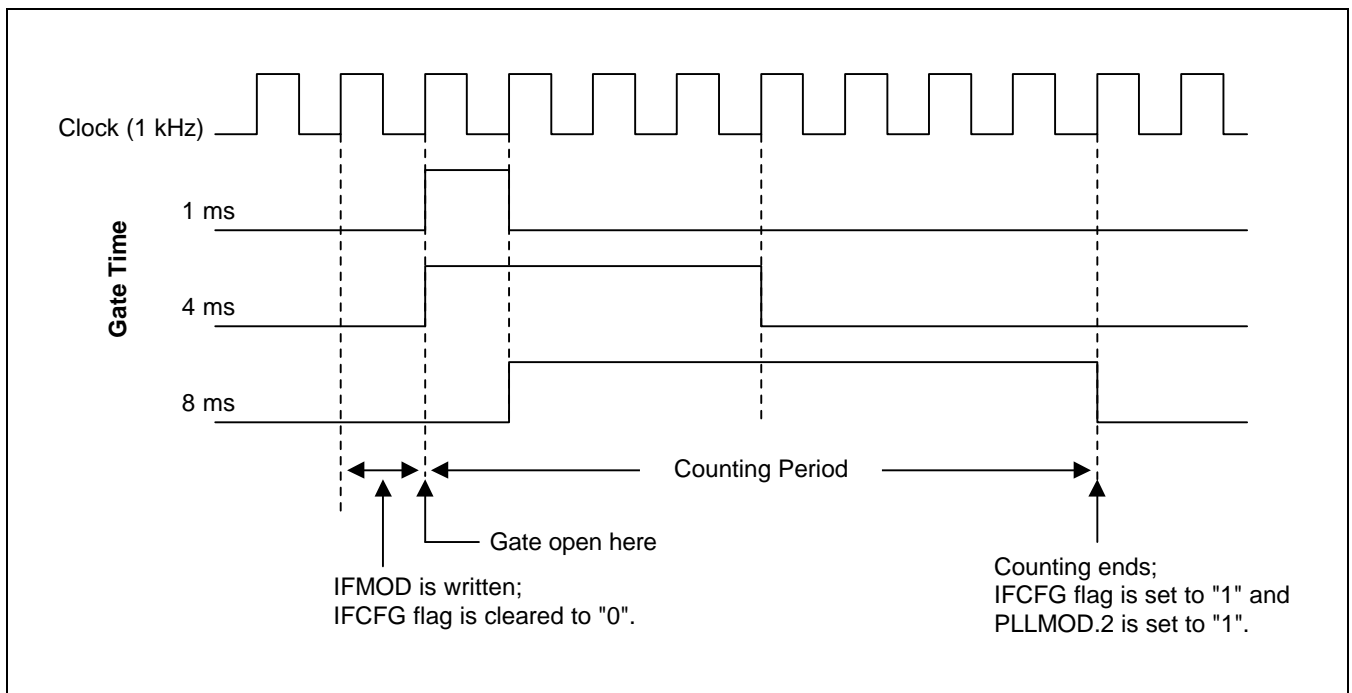 Clock (1 kHz)
Gate Time
1 ms
4 ms
8 ms
Counting Period
Gate open here
IFMOD is written;
IFCFG flag is cleared to "0".
Counting ends;
IFCFG flag is set to "1" and
PLLMOD.2 is set to "1".